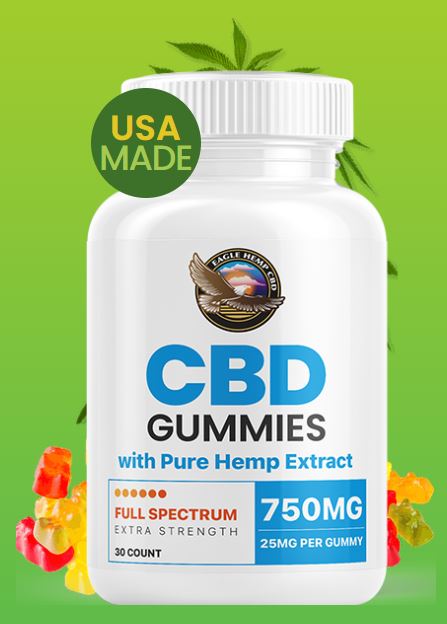 USA
MADE
EAGLE HEMP CBD
CBD
GUMMIES
with Pure Hemp Extract
FULL SPECTRUM
EXTRA STRENGTH
30 COUNT
750MG
25MG PER GUMMY